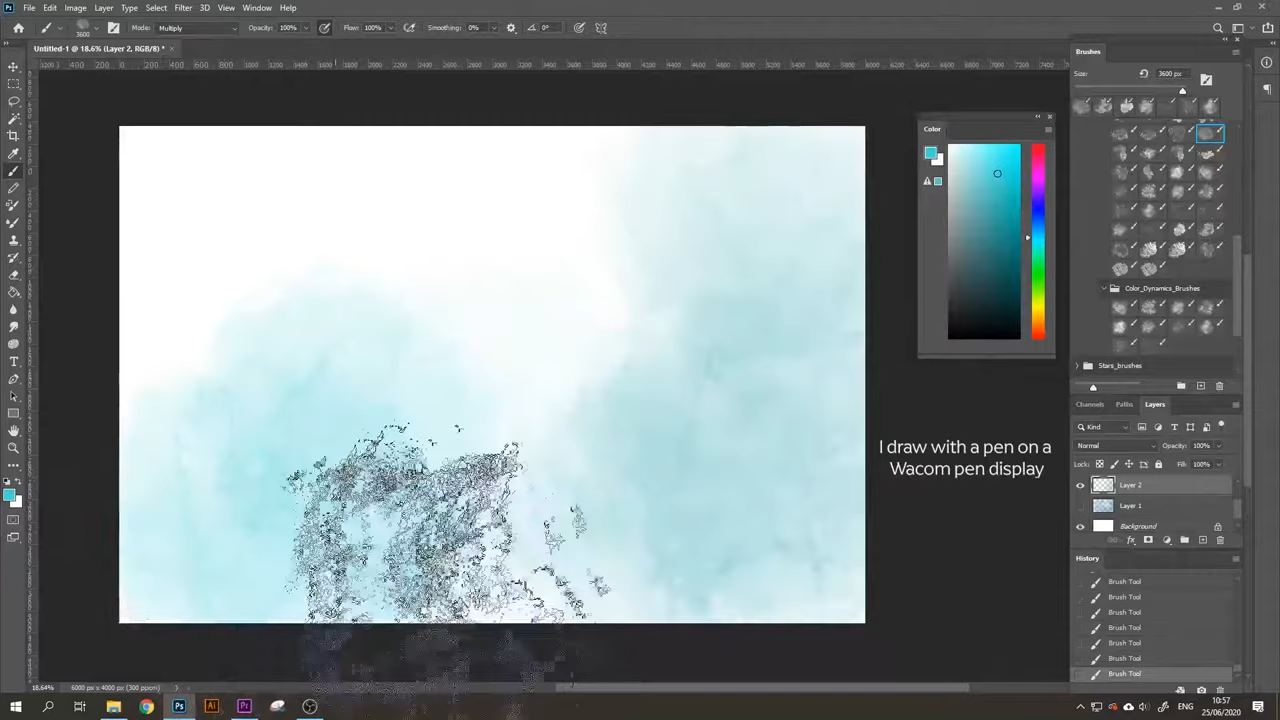 File Edit Image Layer Type Select Filter 3D View Window Help
3600 Mode: Multiply Opacity: 100% Flow: 100% Smoothing: 0% 0°
Untitled-1 @ 18.6% (Layer 2, RGB/8) *
Brushes
Size: 3600 px
Color
Color_Dynamics_Brushes
Stars_brushes
Channels Paths Layers
Kind
Normal Opacity: 100%
Lock: Fill: 100%
Layer 2
Layer 1
Background
I draw with a pen on a
Wacom pen display
History
Brush Tool
Brush Tool
Brush Tool
Brush Tool
Brush Tool
Brush Tool
Brush Tool
18.64% 6000 px x 4000 px (300 ppcm)
10:57
25/06/2020